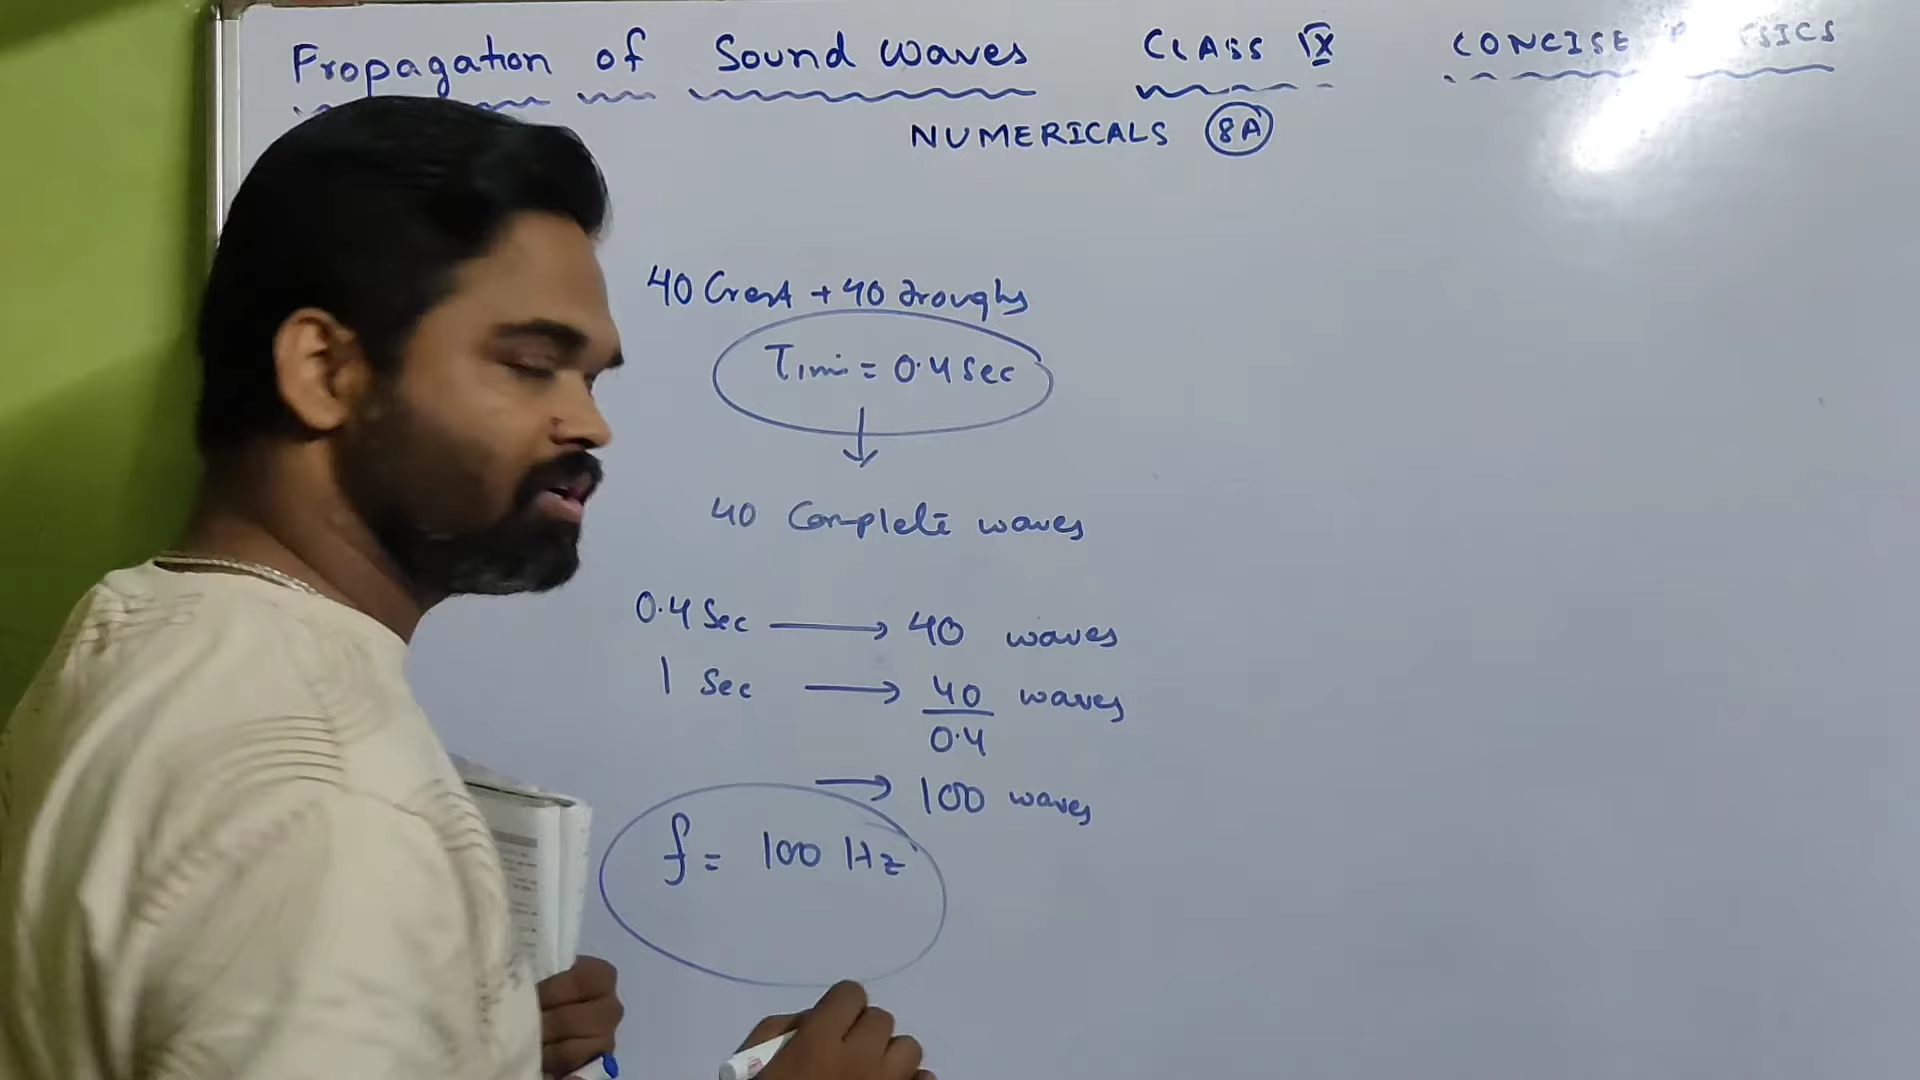 Propagation of Sound waves CLASS IX CONCISE
NUMERICALS 8A
40 Crest + 40 troughs
Time = 0.4 sec
40 Complete waves
0.4 Sec → 40 waves
1 Sec → 40 waves
0.4
→ 100 waves
f = 100 Hz